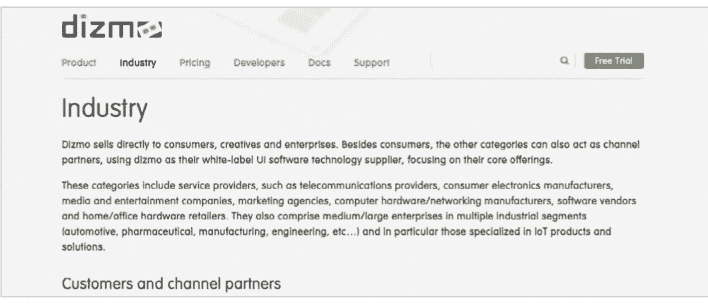 dizmo
Product Industry Pricing Developers Docs Support Free Trial
Industry
Dizmo sells directly to consumers, creatives and enterprises. Besides consumers, the other categories can also act as channel
partners, using dizmo as their white-label UI software technology supplier, focusing on their core offerings.
These categories include service providers, such as telecommunications providers, consumer electronics manufacturers,
media and entertainment companies, marketing agencies, computer hardware/networking manufacturers, software vendors
and home/office hardware retailers. They also comprise medium/large enterprises in multiple industrial segments
(automotive, pharmaceutical, manufacturing, engineering, etc...) and in particular those specialized in IoT products and
solutions.
Customers and channel partners